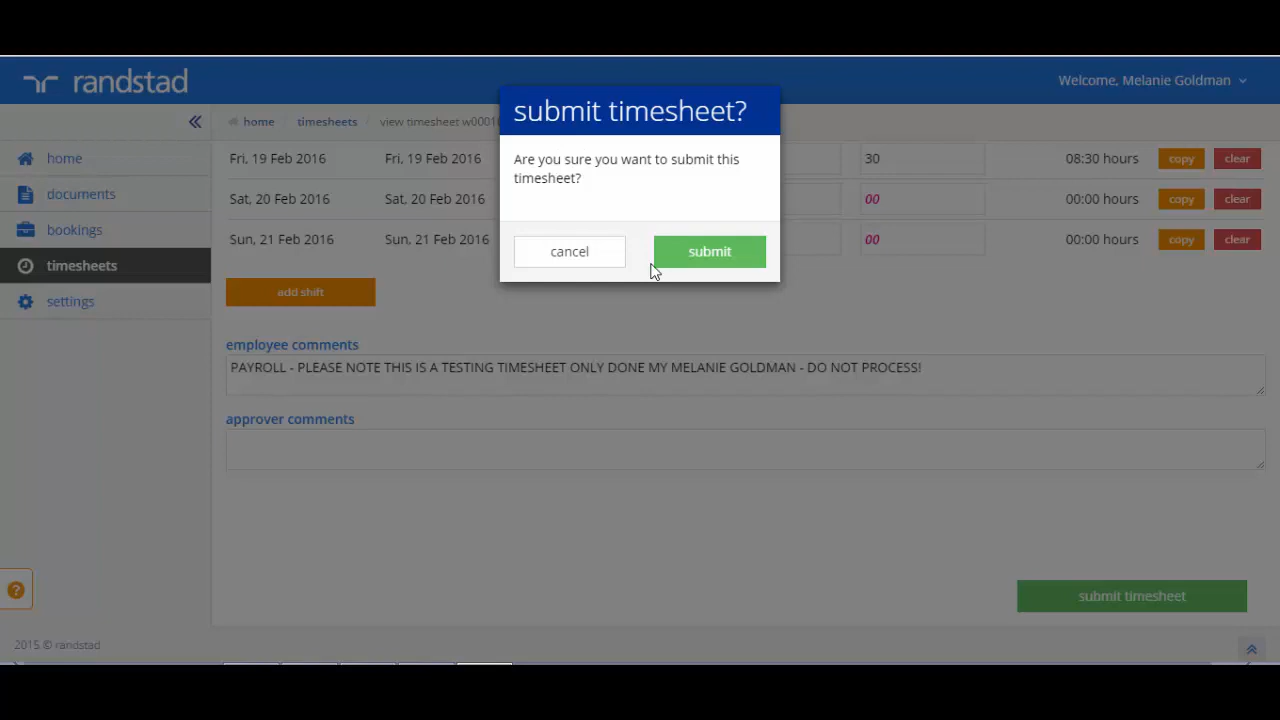 randstad
Welcome, Melanie Goldman
submit timesheet?
Are you sure you want to submit this
timesheet?
cancel
submit
home
timesheets
view timesheet w0001
home
documents
bookings
timesheets
settings
Fri, 19 Feb 2016 Fri, 19 Feb 2016 30 08:30 hours copy clear
Sat, 20 Feb 2016 Sat, 20 Feb 2016 00 00:00 hours copy clear
Sun, 21 Feb 2016 Sun, 21 Feb 2016 00 00:00 hours copy clear
add shift
employee comments
PAYROLL - PLEASE NOTE THIS IS A TESTING TIMESHEET ONLY DONE MY MELANIE GOLDMAN - DO NOT PROCESS!
approver comments
?
submit timesheet
2015 © randstad